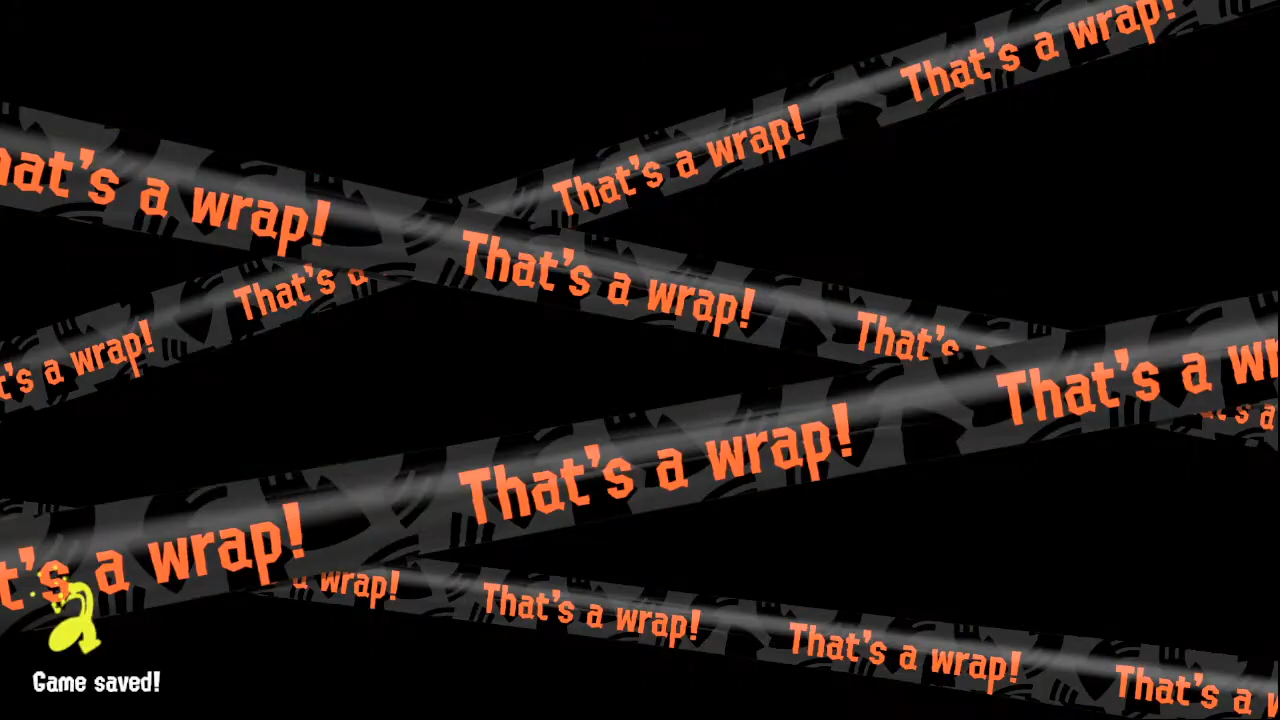 That's a wrap!
That's a wrap!
hat's a wrap!
That's a wrap!
That's
t's a wrap!
That's a
That's a wr
That's a wrap!
t's a wrap!
t's a
a wrap!
That's a wrap!
That's a wrap!
That's a w
Game saved!